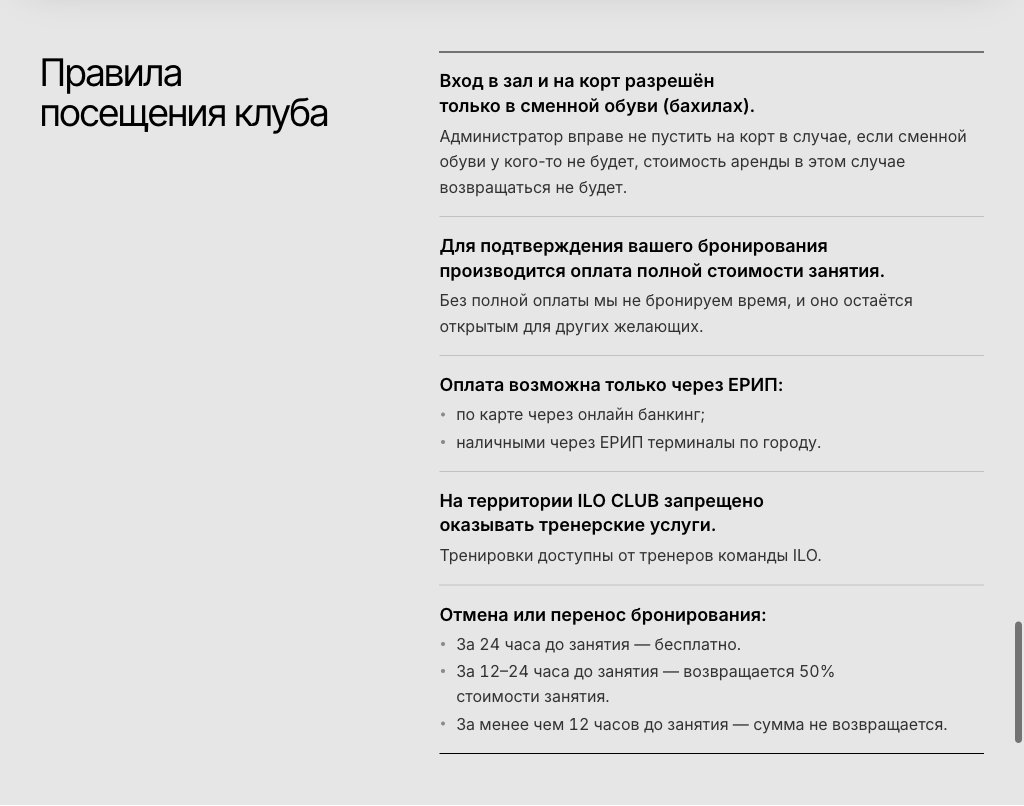 Правила
посещения клуба
Вход в зал и на корт разрешён
только в сменной обуви (бахилах).
Администратор вправе не пустить на корт в случае, если сменной
обуви у кого-то не будет, стоимость аренды в этом случае
возвращаться не будет.
Для подтверждения вашего бронирования
производится оплата полной стоимости занятия.
Без полной оплаты мы не бронируем время, и оно остаётся
открытым для других желающих.
Оплата возможна только через ЕРИП:
• по карте через онлайн банкинг;
• наличными через ЕРИП терминалы по городу.
На территории ILO CLUB запрещено
оказывать тренерские услуги.
Тренировки доступны от тренеров команды ILO.
Отмена или перенос бронирования:
• За 24 часа до занятия — бесплатно.
• За 12–24 часа до занятия — возвращается 50%
стоимости занятия.
• За менее чем 12 часов до занятия — сумма не возвращается.